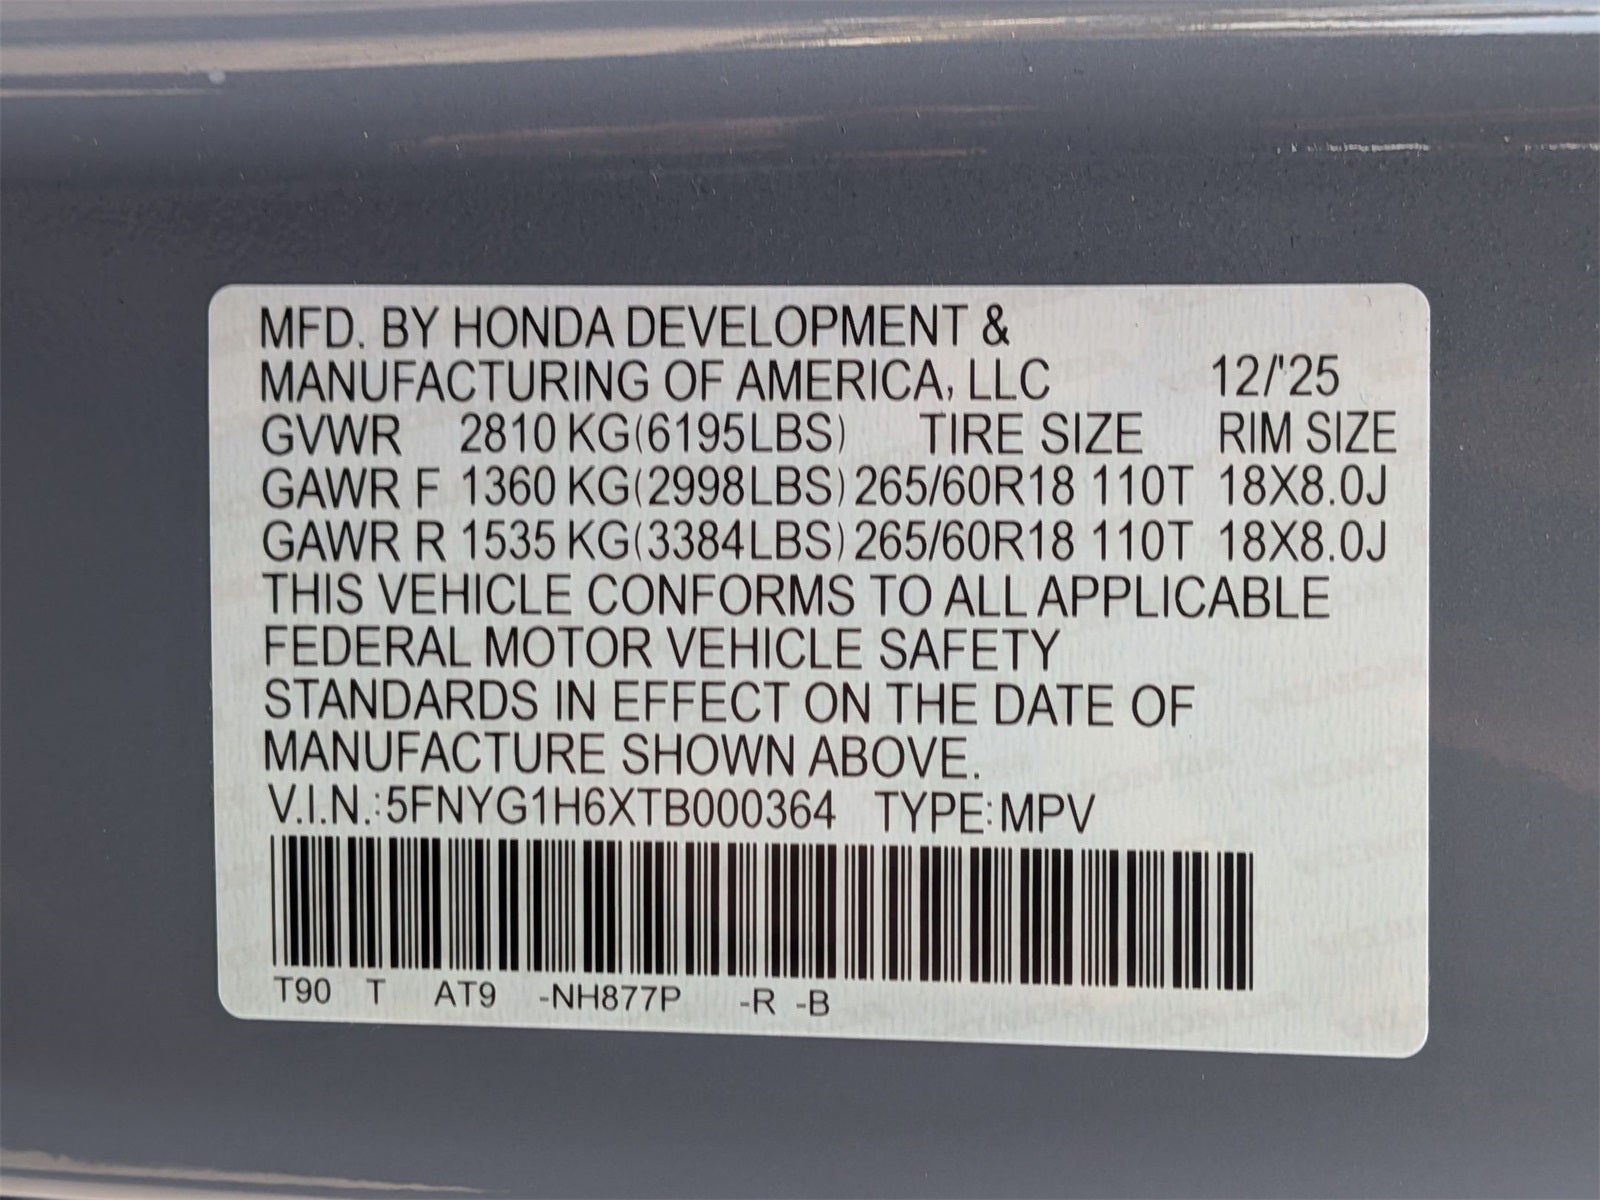 MFD. BY HONDA DEVELOPMENT &
MANUFACTURING OF AMERICA, LLC 12/'25
GVWR 2810 KG(6195LBS) TIRE SIZE RIM SIZE
GAWR F 1360 KG(2998LBS) 265/60R18 110T 18X8.0J
GAWR R 1535 KG(3384LBS) 265/60R18 110T 18X8.0J
THIS VEHICLE CONFORMS TO ALL APPLICABLE
FEDERAL MOTOR VEHICLE SAFETY
STANDARDS IN EFFECT ON THE DATE OF
MANUFACTURE SHOWN ABOVE.
V.I.N.:5FNYG1H6XTB000364 TYPE:MPV
T90 T AT9 -NH877P -R -B